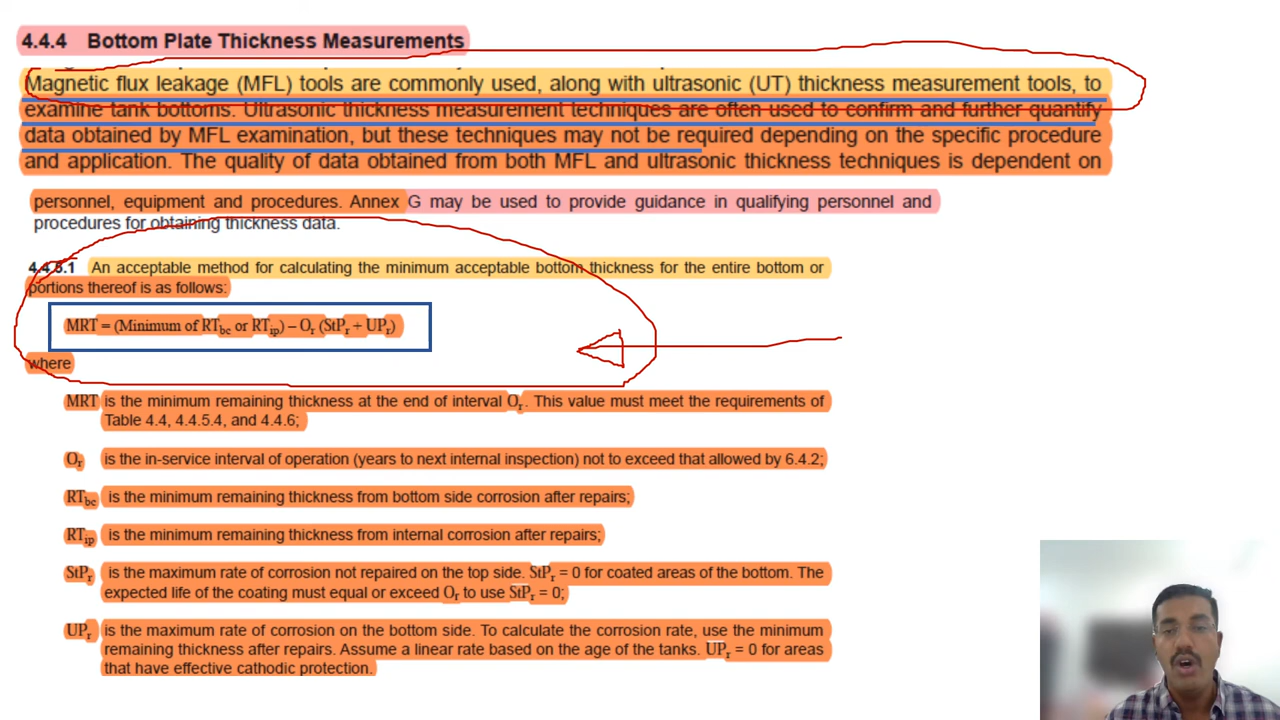 4.4.4 Bottom Plate Thickness Measurements
Magnetic flux leakage (MFL) tools are commonly used, along with ultrasonic (UT) thickness measurement tools, to
examine tank bottoms. Ultrasonic thickness measurement techniques are often used to confirm and further quantify
data obtained by MFL examination, but these techniques may not be required depending on the specific procedure
and application. The quality of data obtained from both MFL and ultrasonic thickness techniques is dependent on
personnel, equipment and procedures. Annex G may be used to provide guidance in qualifying personnel and
procedures for obtaining thickness data.
4.4.5.1 An acceptable method for calculating the minimum acceptable bottom thickness for the entire bottom or
portions thereof is as follows:
MRT = (Minimum of RTbc or RTip) – Or (StPr + UPr)
where
MRT is the minimum remaining thickness at the end of interval Or. This value must meet the requirements of
Table 4.4, 4.4.5.4, and 4.4.6;
Or is the in-service interval of operation (years to next internal inspection) not to exceed that allowed by 6.4.2;
RTbc is the minimum remaining thickness from bottom side corrosion after repairs;
RTip is the minimum remaining thickness from internal corrosion after repairs;
StPr is the maximum rate of corrosion not repaired on the top side. StPr = 0 for coated areas of the bottom. The
expected life of the coating must equal or exceed Or to use StPr = 0;
UPr is the maximum rate of corrosion on the bottom side. To calculate the corrosion rate, use the minimum
remaining thickness after repairs. Assume a linear rate based on the age of the tanks. UPr = 0 for areas
that have effective cathodic protection.